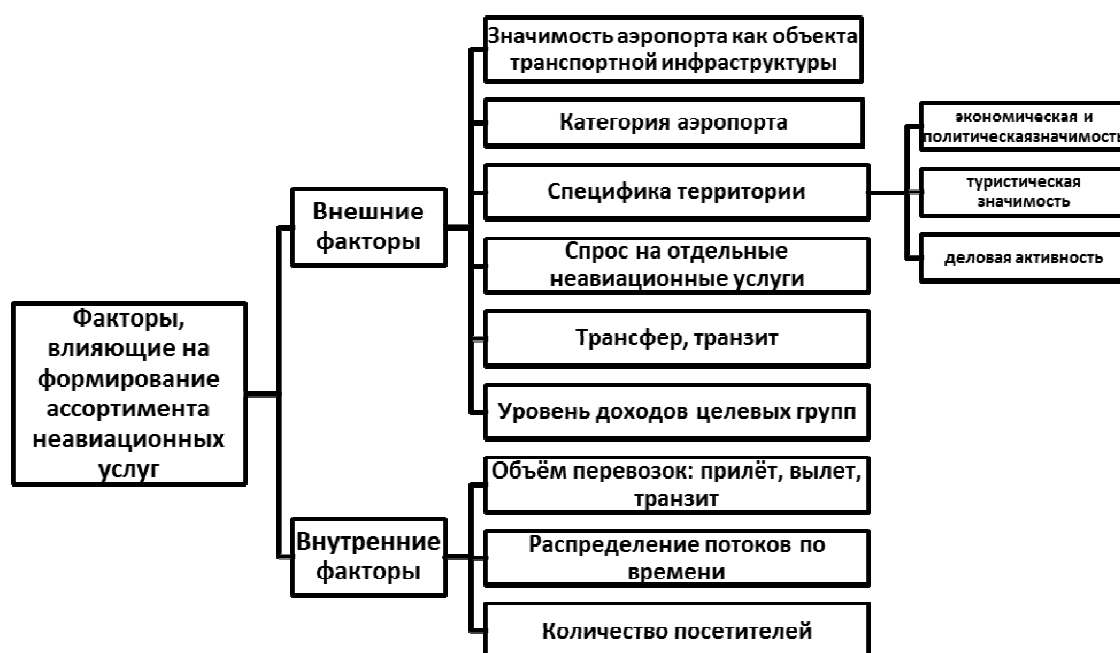 Факторы,
влияющие на
формирование
ассортимента
неавиационных
услуг
Внешние
факторы
Значимость аэропорта как объекта
транспортной инфраструктуры
Категория аэропорта
Специфика территории
экономическая и
политическаязначимость
туристическая
значимость
деловая активность
Спрос на отдельные
неавиационные услуги
Трансфер, транзит
Уровень доходов целевых групп
Внутренние
факторы
Объём перевозок: прилёт, вылет,
транзит
Распределение потоков по
времени
Количество посетителей